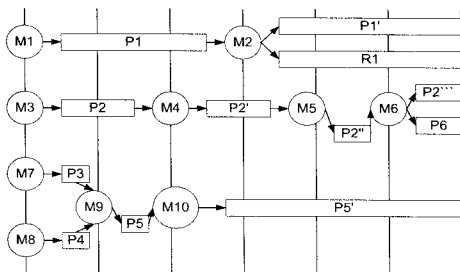 P1'
M1 P1 M2
R1
M3 P2 M4 P2' M5 M6 P2```
P2" P6
M7 P3
M9 P5 M10 P5'
M8 P4